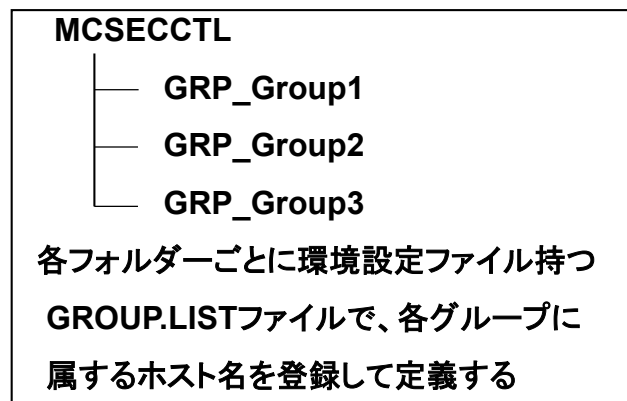 MCSECCTL
GRP_Group1
GRP_Group2
GRP_Group3
各フォルダーごとに環境設定ファイル持つ
GROUP.LISTファイルで、各グループに
属するホスト名を登録して定義する